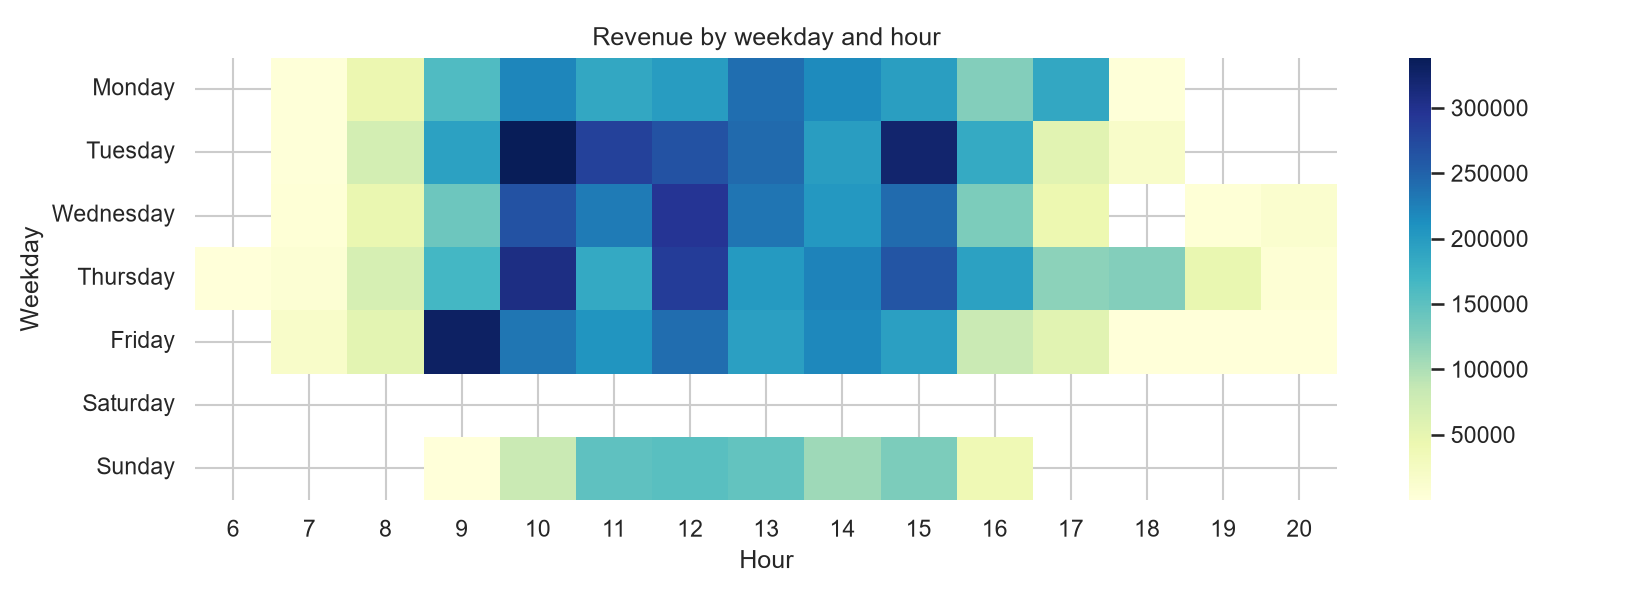 Revenue by weekday and hour
Weekday
Monday
Tuesday
Wednesday
Thursday
Friday
Saturday
Sunday
6 7 8 9 10 11 12 13 14 15 16 17 18 19 20
Hour
300000
250000
200000
150000
100000
50000